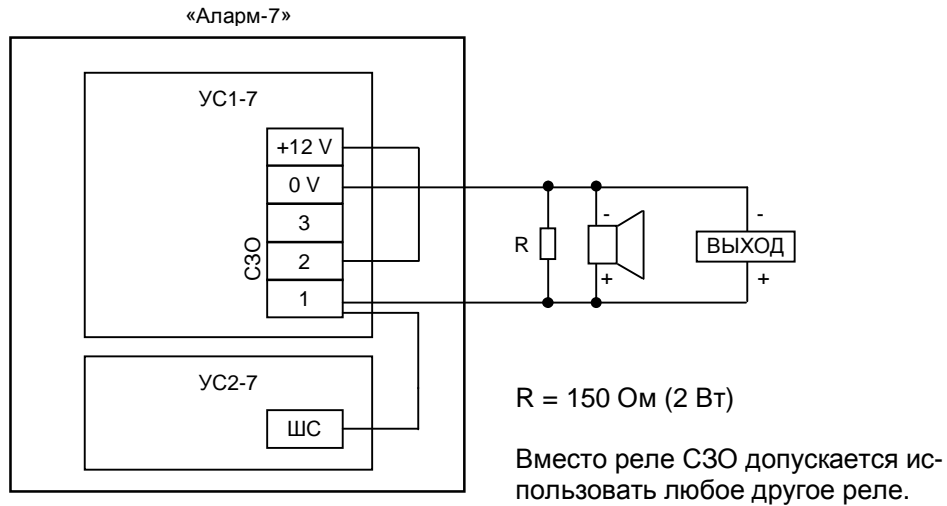 «Аларм-7»
УС1-7
+12 V
0 V
3
2
1
СЗО
R
-
+
-
ВЫХОД
+
УС2-7
ШС
R = 150 Ом (2 Вт)
Вместо реле СЗО допускается ис-
пользовать любое другое реле.